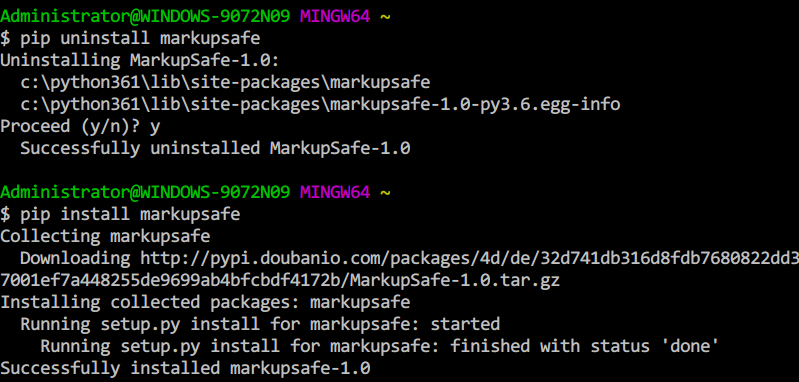 Administrator@WINDOWS-9072N09 MINGW64 ~
$ pip uninstall markupsafe
Uninstalling MarkupSafe-1.0:
  c:\python361\lib\site-packages\markupsafe
  c:\python361\lib\site-packages\markupsafe-1.0-py3.6.egg-info
Proceed (y/n)? y
  Successfully uninstalled MarkupSafe-1.0

Administrator@WINDOWS-9072N09 MINGW64 ~
$ pip install markupsafe
Collecting markupsafe
  Downloading http://pypi.doubanio.com/packages/4d/de/32d741db316d8fdb7680822dd3
7001ef7a448255de9699ab4bfcbdf4172b/MarkupSafe-1.0.tar.gz
Installing collected packages: markupsafe
  Running setup.py install for markupsafe: started
    Running setup.py install for markupsafe: finished with status 'done'
Successfully installed markupsafe-1.0